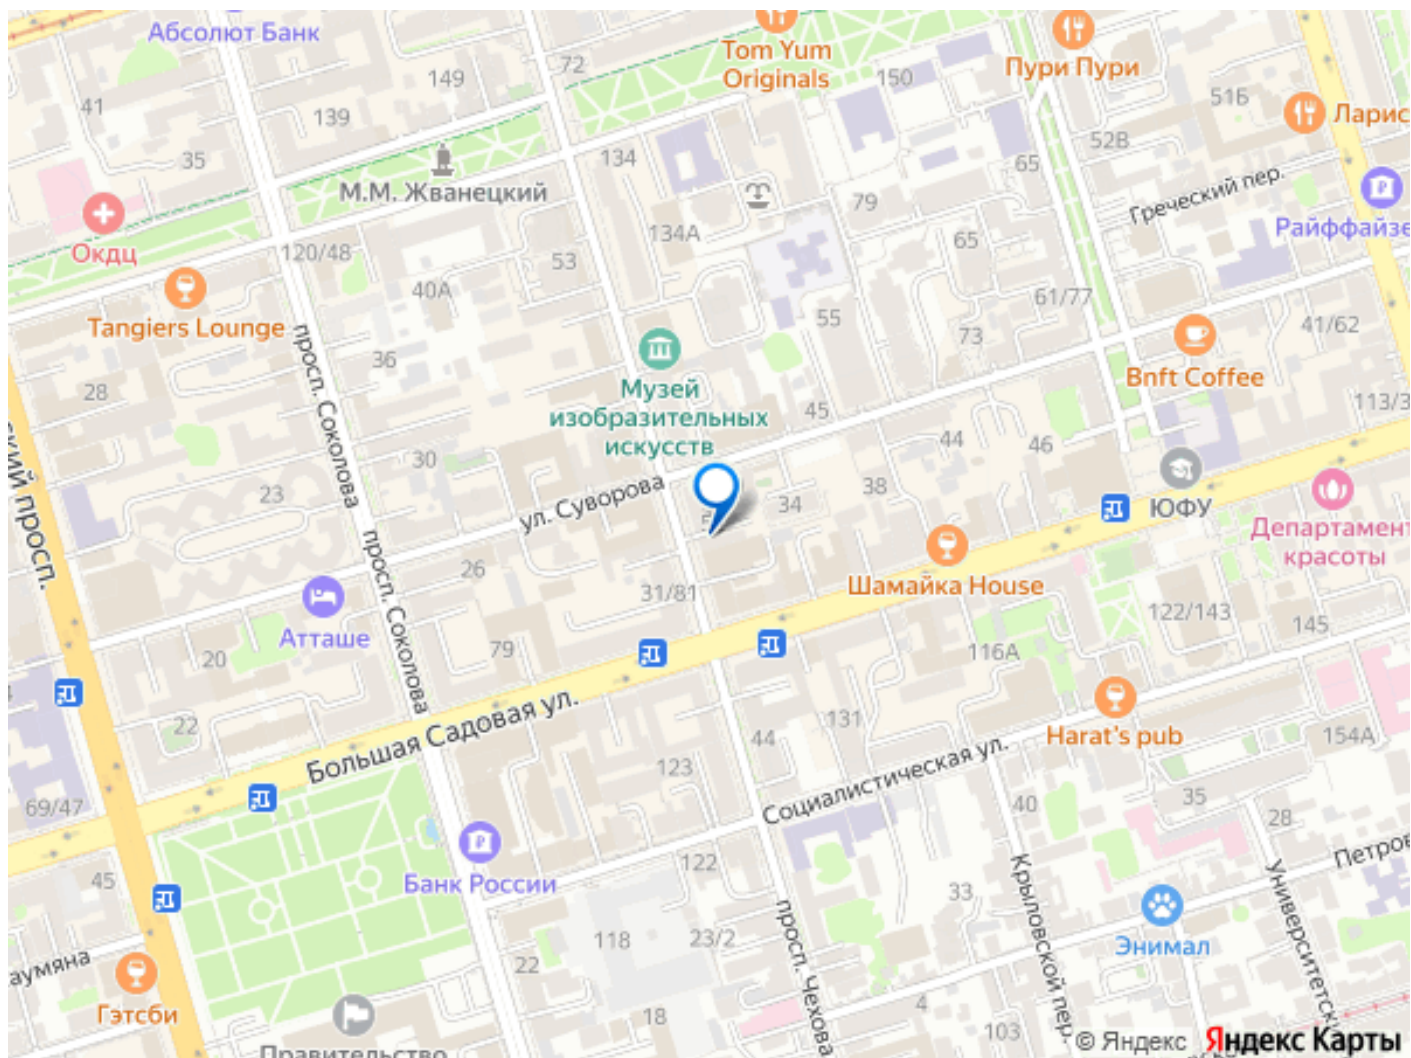 Абсолют Банк
Tom Yum
Originals
Пури Пури
72
149
150
41
51Б
Ларис
139
52В
35
134
65
М.М. Жванецкий
79
Греческий пер.
Окдц
120/48
134А
65
Райффайзе
53
40А
61/77
Tangiers Lounge
просп. Соколова
55
73
41/62
36
Музей
изобразительных
искусств
28
Bnft Coffee
45
113/3
44
46
30
23
ул. Суворова
34
38
ЮФУ
кий просп.
просп. Соколова
Департамент
красоты
26
31/81
Шамайка House
Атташе
122/143
145
20
79
116А
22
Большая Садовая ул.
131
44
Harat's pub
154А
123
Социалистическая ул.
69/47
40
35
28
Банк России
122
Петров
45
33
просп. Чехова
Крыловской пер.
Университетс
118
23/2
Энимал
аумяна
22
Гэтсби
18
4
103
Правительство
© Яндекс
Яндекс Карты